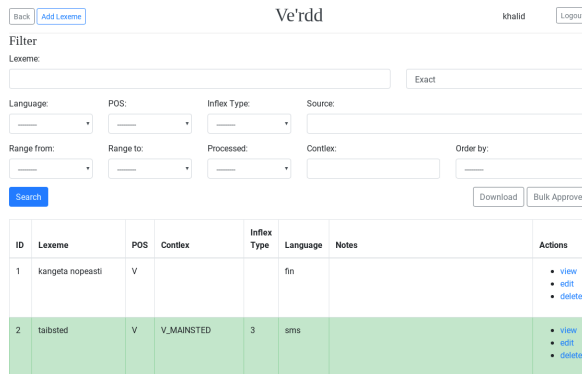 Back Add Lexeme Ve'rdd khalid Logou
Filter
Lexeme:
Exact
Language: POS: Inflex Type: Source:
Range from: Range to: Processed: Contlex: Order by:
Search Download Bulk Approve
ID Lexeme POS Contlex Inflex Type Language Notes Actions
1 kangeta nopeasti V fin view
edit
delete
2 taibsted V V_MAINSTED 3 sms view
edit
delete